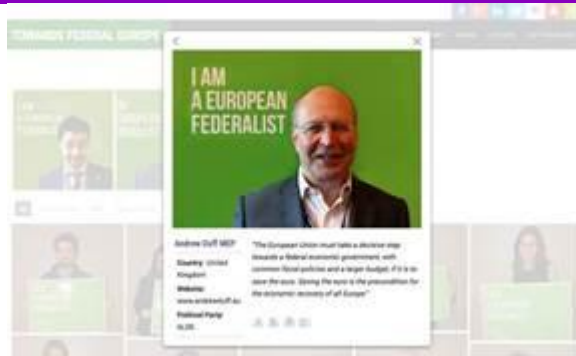 TOWARDS FEDERAL EUROPE
I AM
A EUROPEAN
FEDERALIST
Andrew Duff MEP
Country: United
Kingdom
Website:
www.andrewduff.eu
Political Party:
ALDE
"The European Union must take a decisive step
towards a federal economic government, with
common fiscal policies and a larger budget, if it is to
save the euro. Saving the euro is the precondition for
the economic recovery of all Europe"